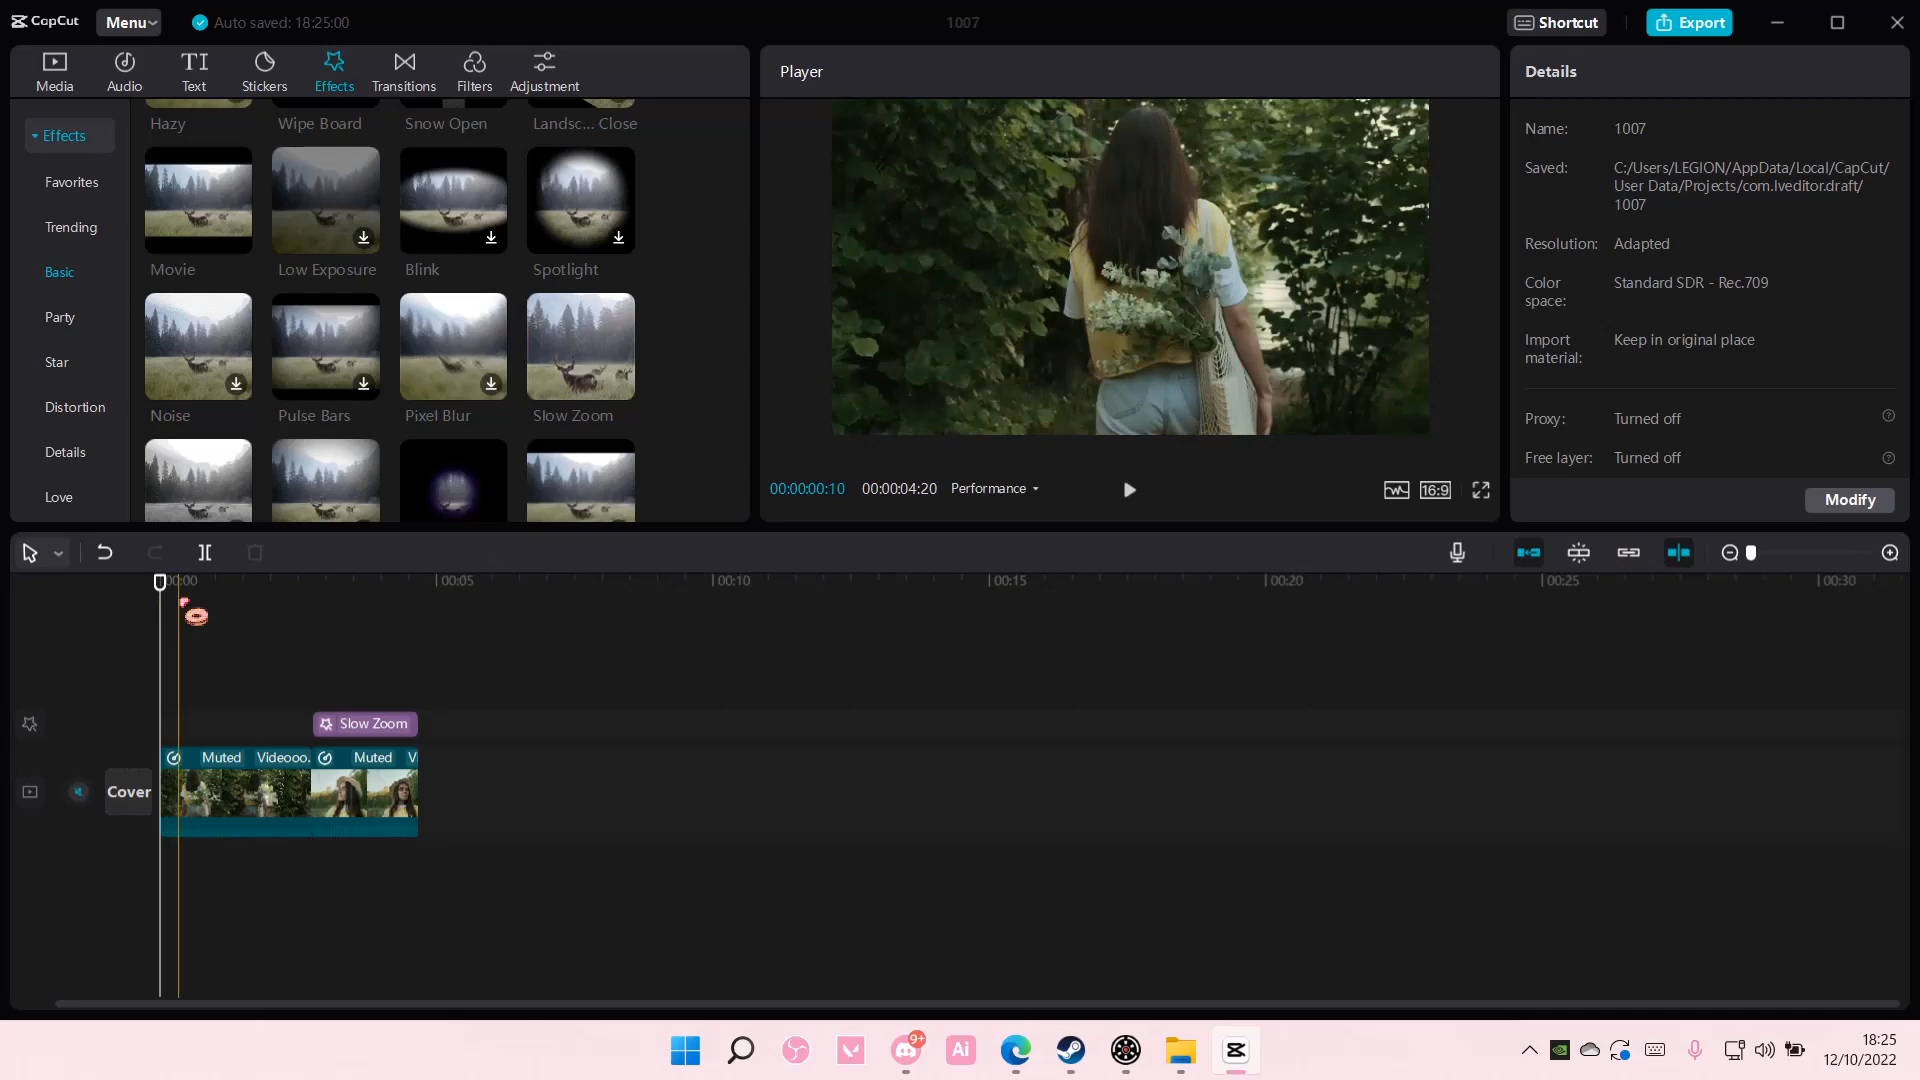 CapCut
Menu
Auto saved: 18:25:00
1007
Shortcut
Export
Media
Audio
TI
Text
Stickers
Effects
Transitions
Filters
Adjustment
Effects
Favorites
Trending
Basic
Party
Star
Distortion
Details
Love
Hazy
Wipe Board
Snow Open
Landsc... Close
Movie
Low Exposure
Blink
Spotlight
Noise
Pulse Bars
Pixel Blur
Slow Zoom
Player
00:00:00:10
00:00:04:20
Performance
16:9
Details
Name: 1007
Saved: C:/Users/LEGION/AppData/Local/CapCut/
User Data/Projects/com.lveditor.draft/
1007
Resolution: Adapted
Color
space: Standard SDR - Rec.709
Import
material: Keep in original place
Proxy: Turned off
Free layer: Turned off
Modify
00:00
00:05
00:10
00:15
00:20
00:25
00:30
Slow Zoom
Muted Videooo.
Muted V
Cover
9+
Ai
18:25
12/10/2022